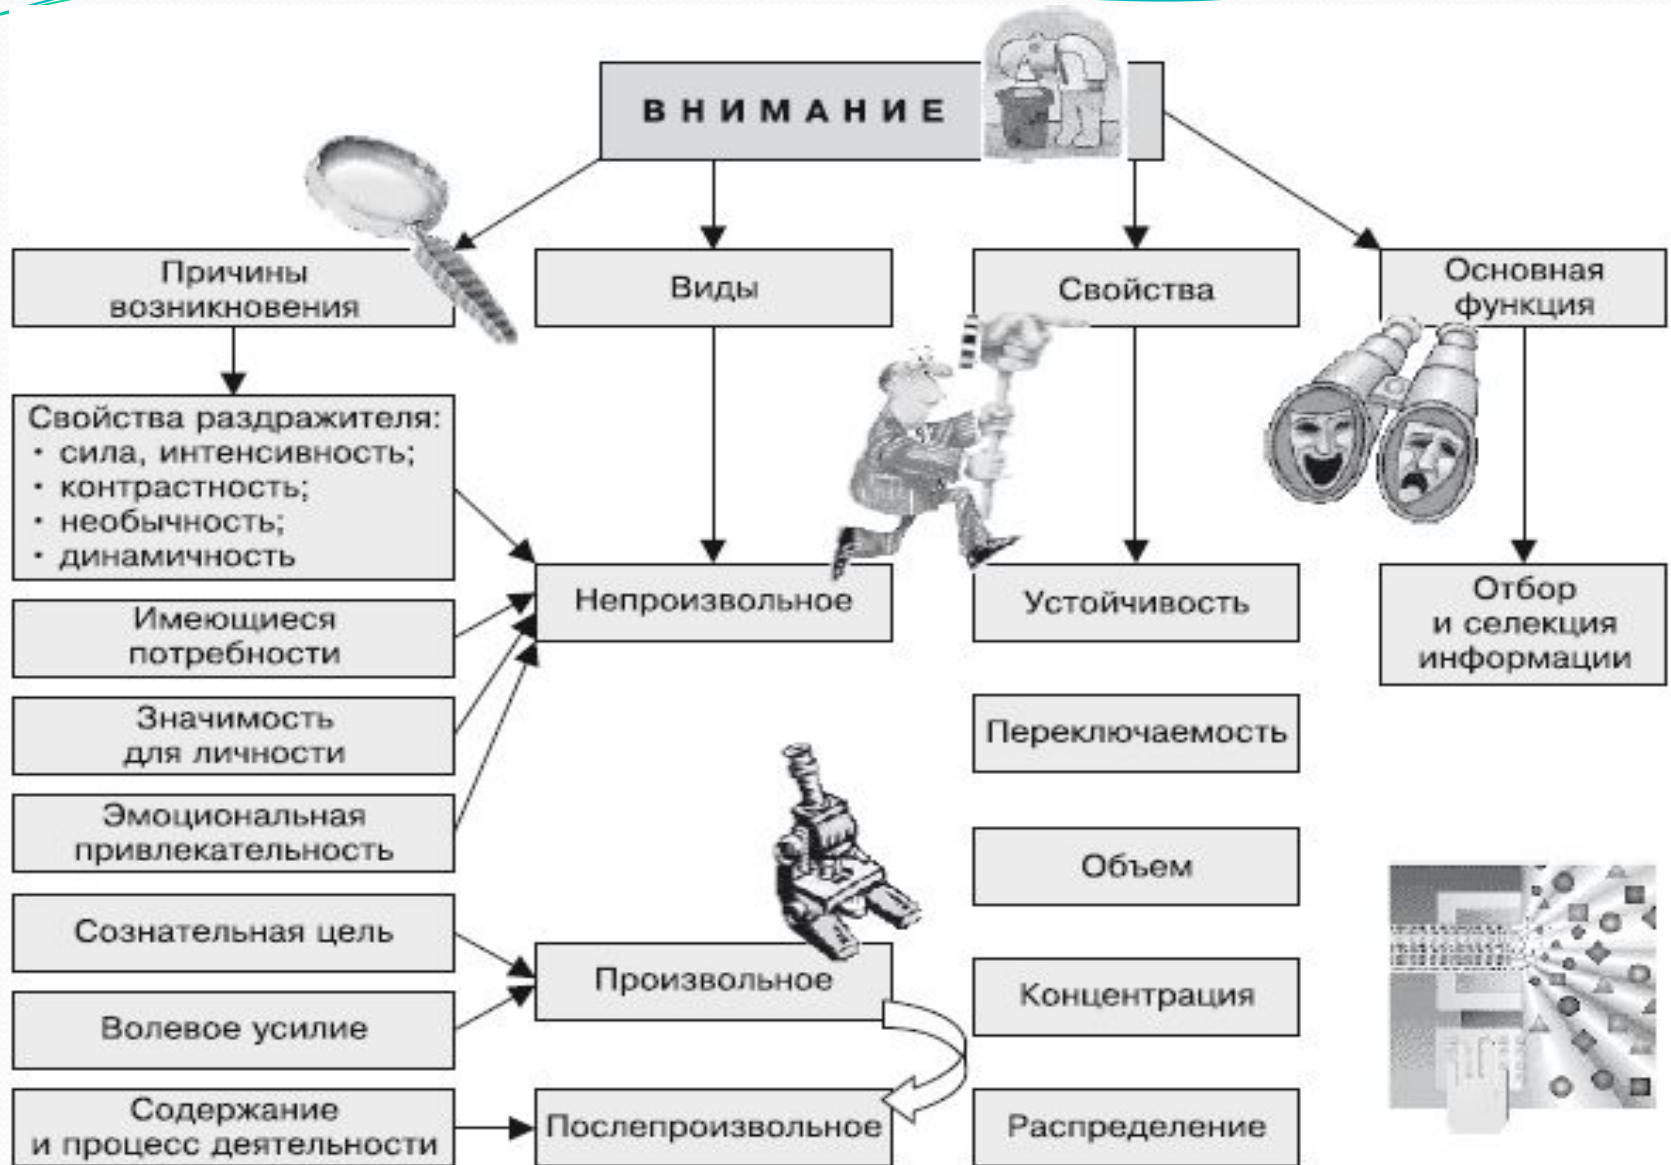 ВНИМАНИЕ
Причины
возникновения
Виды
Свойства
Основная
функция
Свойства раздражителя:
• сила, интенсивность;
• контрастность;
• необычность;
• динамичность
Имеющиеся
потребности
Значимость
для личности
Эмоциональная
привлекательность
Сознательная цель
Волевое усилие
Содержание
и процесс деятельности
Непроизвольное
Произвольное
Послепроизвольное
Устойчивость
Переключаемость
Объем
Концентрация
Распределение
Отбор
и селекция
информации